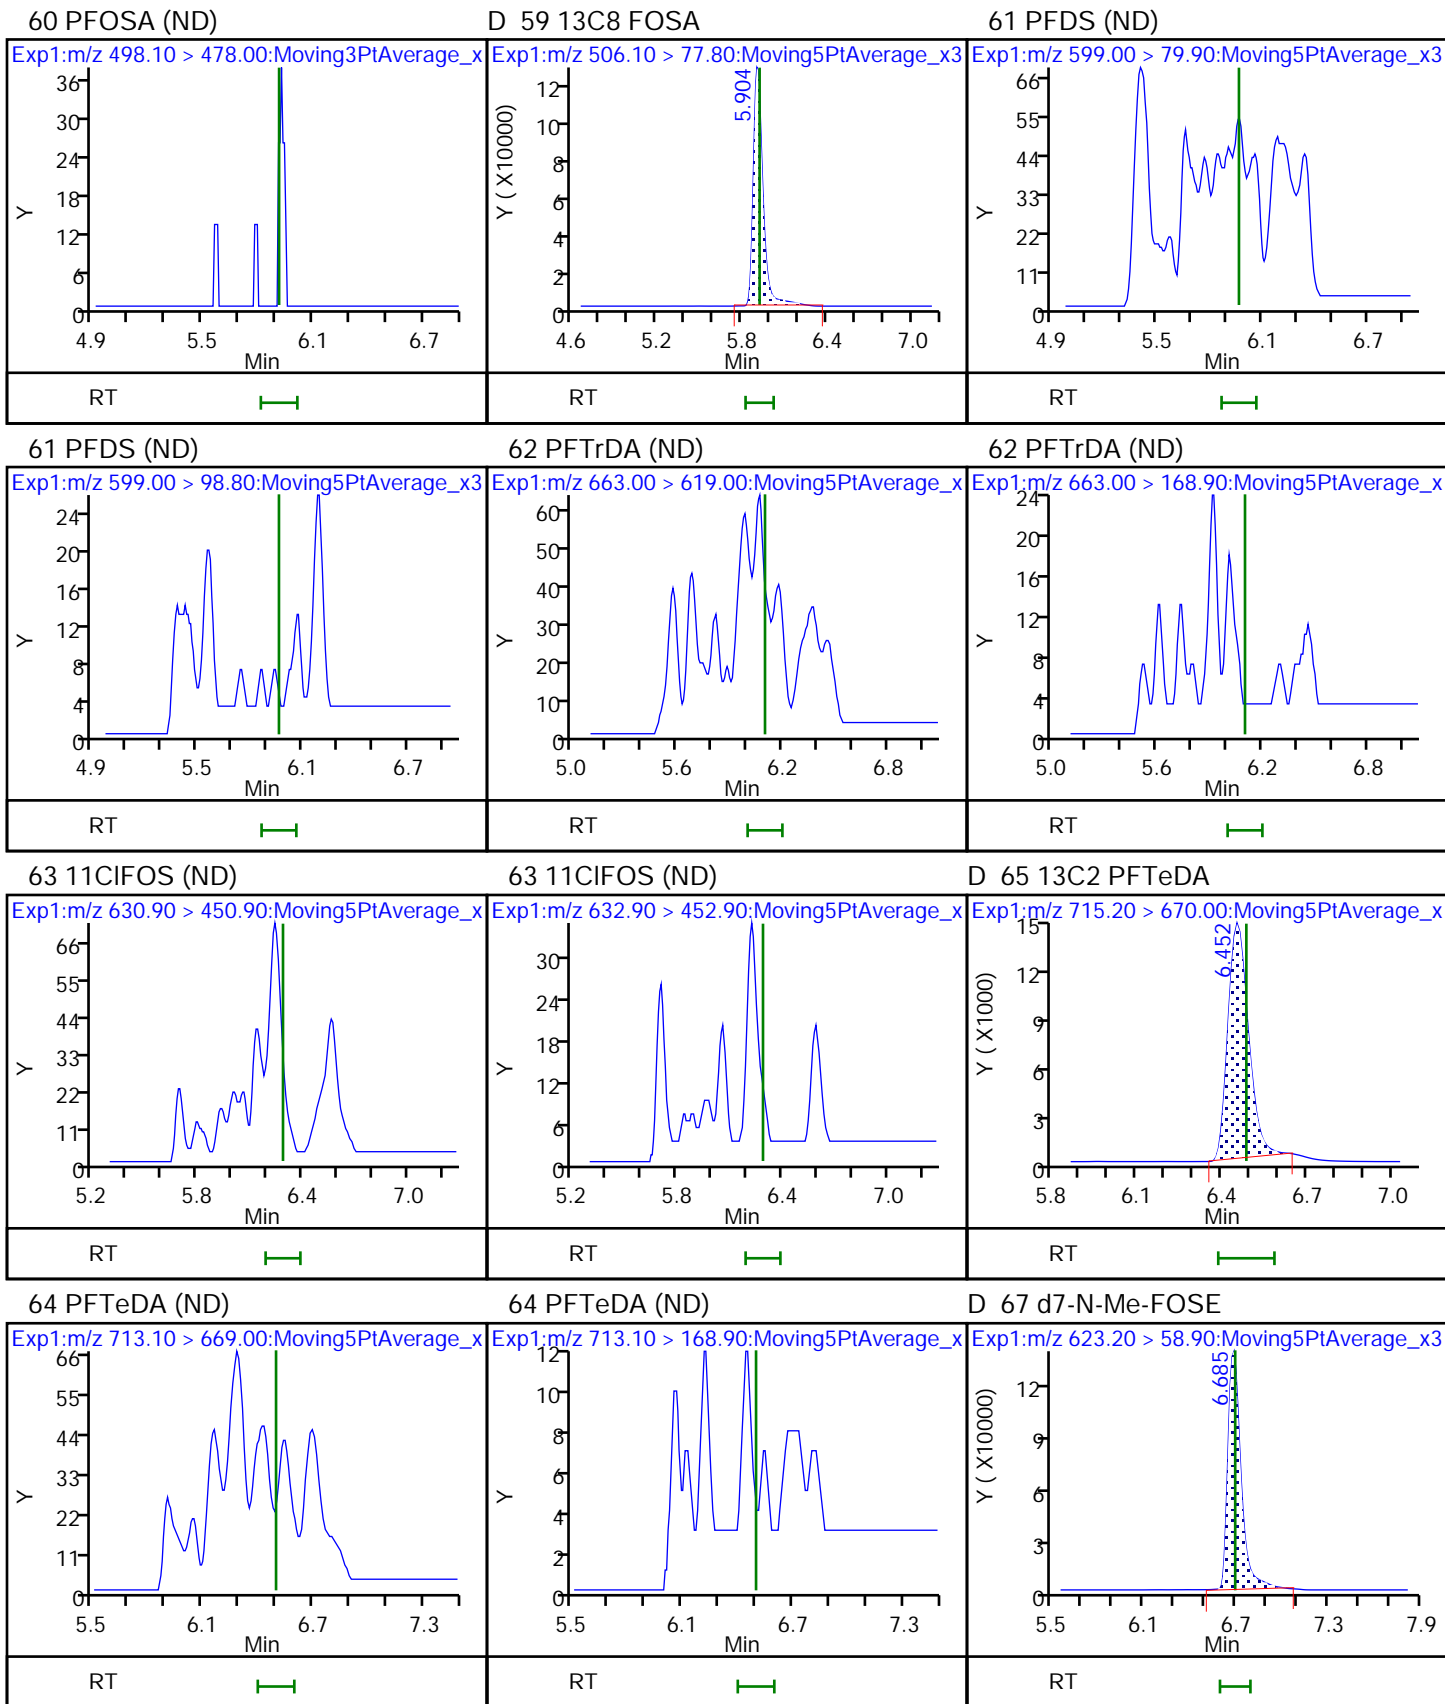 60 PFOSA (ND)
Exp1:m/z 498.10 > 478.00:Moving3PtAverage_x
36
30
24
18
12
6
0
Y
4.9 5.5 6.1 6.7
Min
RT
D 59 13C8 FOSA
Exp1:m/z 506.10 > 77.80:Moving5PtAverage_x3
5.904
12
10
8
6
4
2
0
Y ( X10000)
4.6 5.2 5.8 6.4 7.0
Min
RT
61 PFDS (ND)
Exp1:m/z 599.00 > 79.90:Moving5PtAverage_x3
66
55
44
33
22
11
0
Y
4.9 5.5 6.1 6.7
Min
RT
61 PFDS (ND)
Exp1:m/z 599.00 > 98.80:Moving5PtAverage_x3
24
20
16
12
8
4
0
Y
4.9 5.5 6.1 6.7
Min
RT
62 PFTrDA (ND)
Exp1:m/z 663.00 > 619.00:Moving5PtAverage_x
60
50
40
30
20
10
0
Y
5.0 5.6 6.2 6.8
Min
RT
62 PFTrDA (ND)
Exp1:m/z 663.00 > 168.90:Moving5PtAverage_x
24
20
16
12
8
4
0
Y
5.0 5.6 6.2 6.8
Min
RT
63 11ClFOS (ND)
Exp1:m/z 630.90 > 450.90:Moving5PtAverage_x
66
55
44
33
22
11
0
Y
5.2 5.8 6.4 7.0
Min
RT
63 11ClFOS (ND)
Exp1:m/z 632.90 > 452.90:Moving5PtAverage_x
30
24
18
12
6
0
Y
5.2 5.8 6.4 7.0
Min
RT
D 65 13C2 PFTeDA
Exp1:m/z 715.20 > 670.00:Moving5PtAverage_x
6.452
15
12
9
6
3
0
Y ( X1000)
5.8 6.1 6.4 6.7 7.0
Min
RT
64 PFTeDA (ND)
Exp1:m/z 713.10 > 669.00:Moving5PtAverage_x
66
55
44
33
22
11
0
Y
5.5 6.1 6.7 7.3
Min
RT
64 PFTeDA (ND)
Exp1:m/z 713.10 > 168.90:Moving5PtAverage_x
12
10
8
6
4
2
0
Y
5.5 6.1 6.7 7.3
Min
RT
D 67 d7-N-Me-FOSE
Exp1:m/z 623.20 > 58.90:Moving5PtAverage_x3
6.685
12
9
6
3
0
Y ( X10000)
5.5 6.1 6.7 7.3 7.9
Min
RT